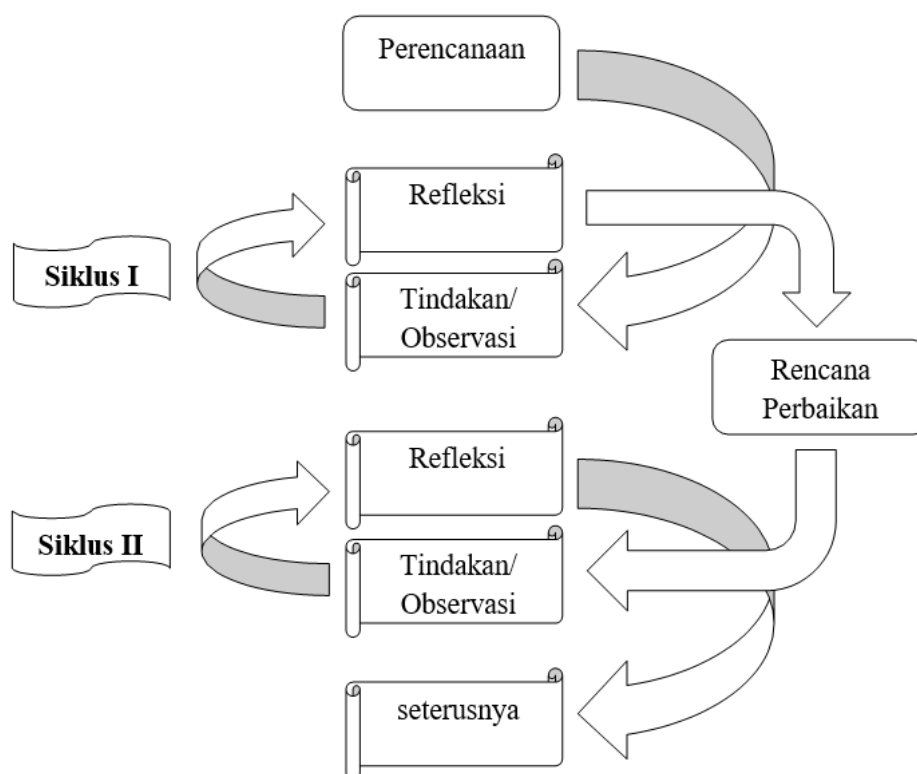 Perencanaan
Refleksi
Siklus I
Tindakan/
Observasi
Rencana
Perbaikan
Refleksi
Siklus II
Tindakan/
Observasi
seterusnya